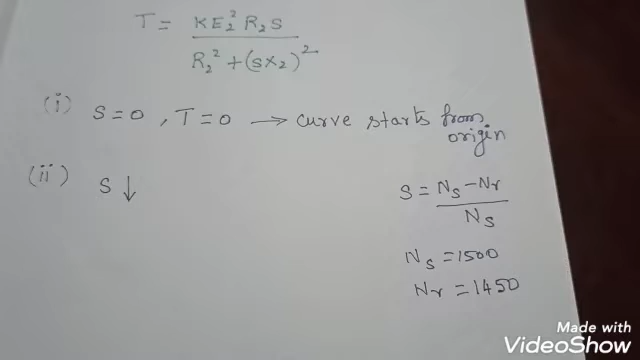 T = KE₂² R₂ S / R₂² + (SX₂)²
(i) S = 0 , T = 0 → curve starts from origin
(ii) S ↓
S = Ns − Nr / Ns
Ns = 1500
Nr = 1450
Made with
VideoShow